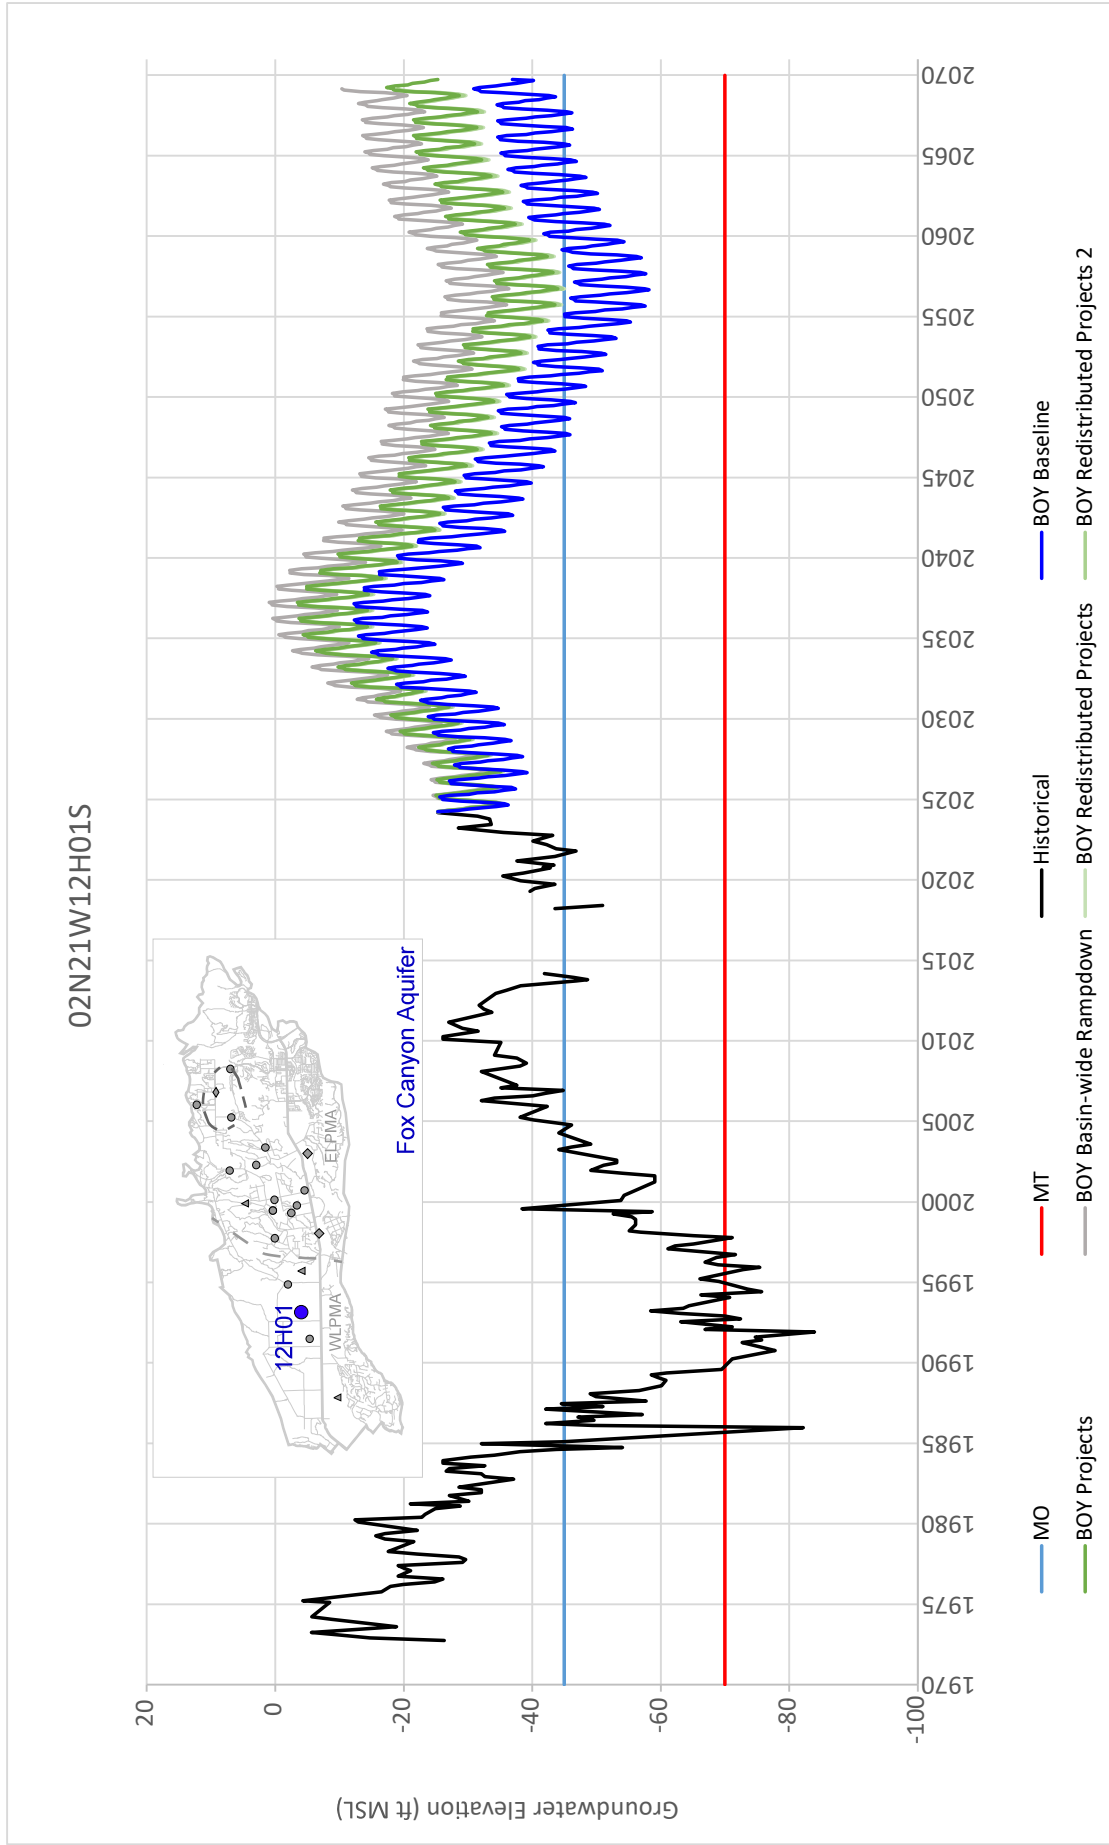 02N21W12H01S
20
0
-20
-40
-60
-80
-100
Groundwater Elevation (ft MSL)
1970
1975
1980
1985
1990
1995
2000
2005
2010
2015
2020
2025
2030
2035
2040
2045
2050
2055
2060
2065
2070
12H01
WLPMA
ELPMA
Fox Canyon Aquifer
MO
MT
Historical
BOY Baseline
BOY Projects
BOY Basin-wide Rampdown
BOY Redistributed Projects
BOY Redistributed Projects 2